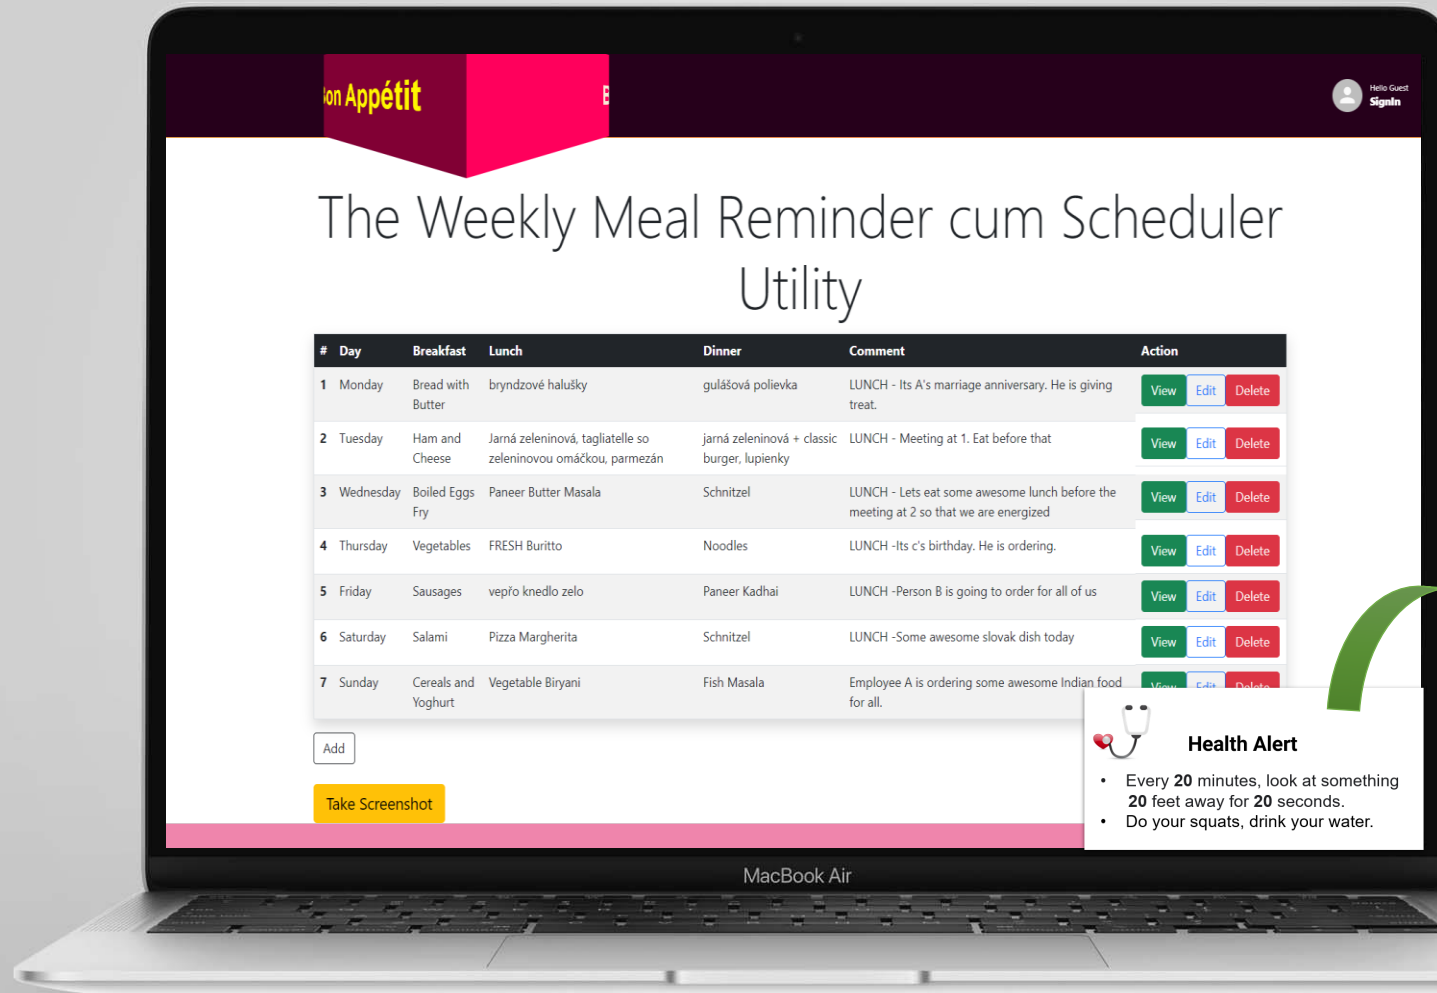 Bon Appétit
Hello Guest
SignIn
The Weekly Meal Reminder cum Scheduler
Utility
# Day Breakfast Lunch Dinner Comment Action
1 Monday Bread with Butter bryndzové halušky gulášová polievka LUNCH - Its A's marriage anniversary. He is giving treat. View Edit Delete
2 Tuesday Ham and Cheese Jarná zeleninová, tagliatelle so zeleninovou omáčkou, parmezán jarná zeleninová + classic burger, lupienky LUNCH - Meeting at 1. Eat before that View Edit Delete
3 Wednesday Boiled Eggs Fry Paneer Butter Masala Schnitzel LUNCH - Lets eat some awesome lunch before the meeting at 2 so that we are energized View Edit Delete
4 Thursday Vegetables FRESH Buritto Noodles LUNCH -Its c's birthday. He is ordering. View Edit Delete
5 Friday Sausages vepřo knedlo zelo Paneer Kadhai LUNCH -Person B is going to order for all of us View Edit Delete
6 Saturday Salami Pizza Margherita Schnitzel LUNCH -Some awesome slovak dish today View Edit Delete
7 Sunday Cereals and Yoghurt Vegetable Biryani Fish Masala Employee A is ordering some awesome Indian food for all. View Edit Delete
Add
Take Screenshot
Health Alert
• Every 20 minutes, look at something
20 feet away for 20 seconds.
• Do your squats, drink your water.
MacBook Air